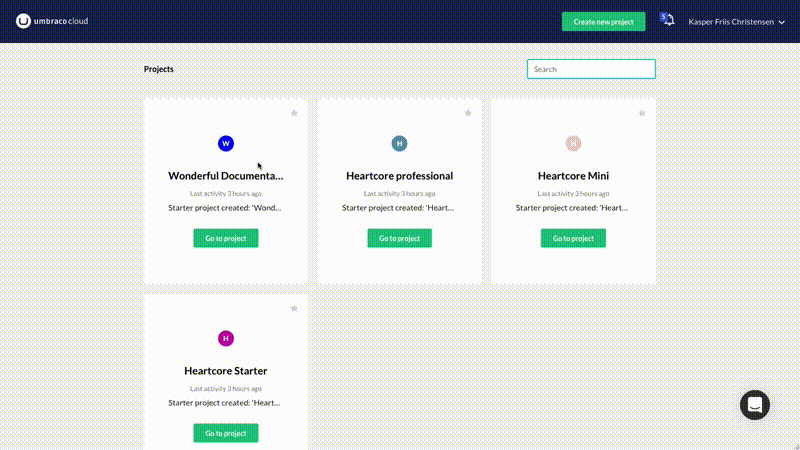 umbraco cloud
Create new project
5
Kasper Friis Christensen
Projects
Search
W
Wonderful Documenta...
Last activity 3 hours ago
Starter project created: 'Wond...
Go to project
H
Heartcore professional
Last activity 3 hours ago
Starter project created: 'Heart...
Go to project
H
Heartcore Mini
Last activity 3 hours ago
Starter project created: 'Heart...
Go to project
H
Heartcore Starter
Last activity 3 hours ago
Starter project created: 'Heart...
Go to project